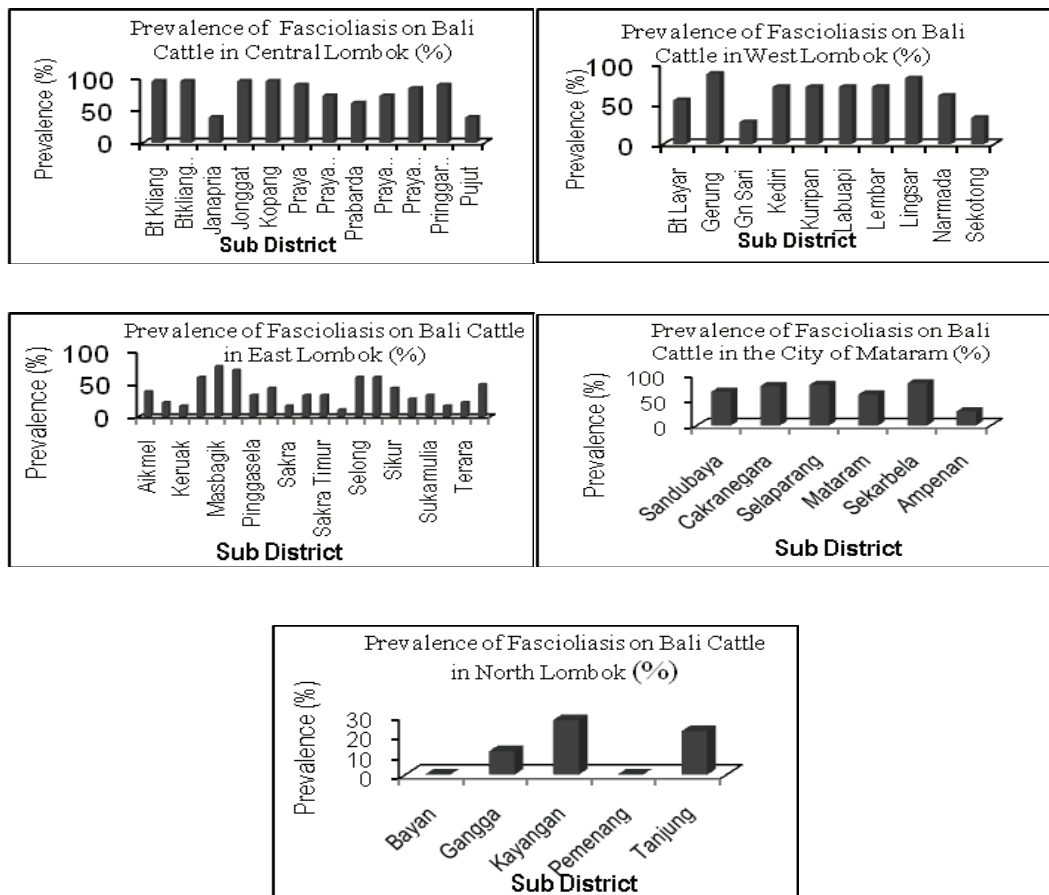 Prevalence of Fascioliasis on Bali
Cattle in Central Lombok (%)
Prevalence (%)
100
50
0
Bt Kliang
Btkliang..
Janapria
Jonggat
Kopang
Praya
Praya..
Prabarda
Praya..
Praya..
Pringgar..
Pujut
Sub District
Prevalence of Fascioliasis on Bali
Cattle in West Lombok (%)
Prevalence (%)
100
50
0
Bt Layar
Gerung
Gn Sari
Kediri
Kuripan
Labuapi
Lembar
Lingsar
Narmada
Sekotong
Sub District
Prevalence of Fascioliasis on Bali Cattle
in East Lombok (%)
Prevalence (%)
100
50
0
Aikmel
Keruak
Masbagik
Pinggasela
Sakra
Sakra Timur
Selong
Sikur
Sukamulia
Terara
Sub District
Prevalence of Fascioliasis on Bali
Cattle in the City of Mataram (%)
Prevalence (%)
100
50
0
Sandubaya
Cakranegara
Selaparang
Mataram
Sekarbela
Ampenan
Sub District
Prevalence of Fascioliasis on Bali Cattle
in North Lombok (%)
Prevalence (%)
30
20
10
0
Bayan
Gangga
Kayangan
Pemenang
Tanjung
Sub District